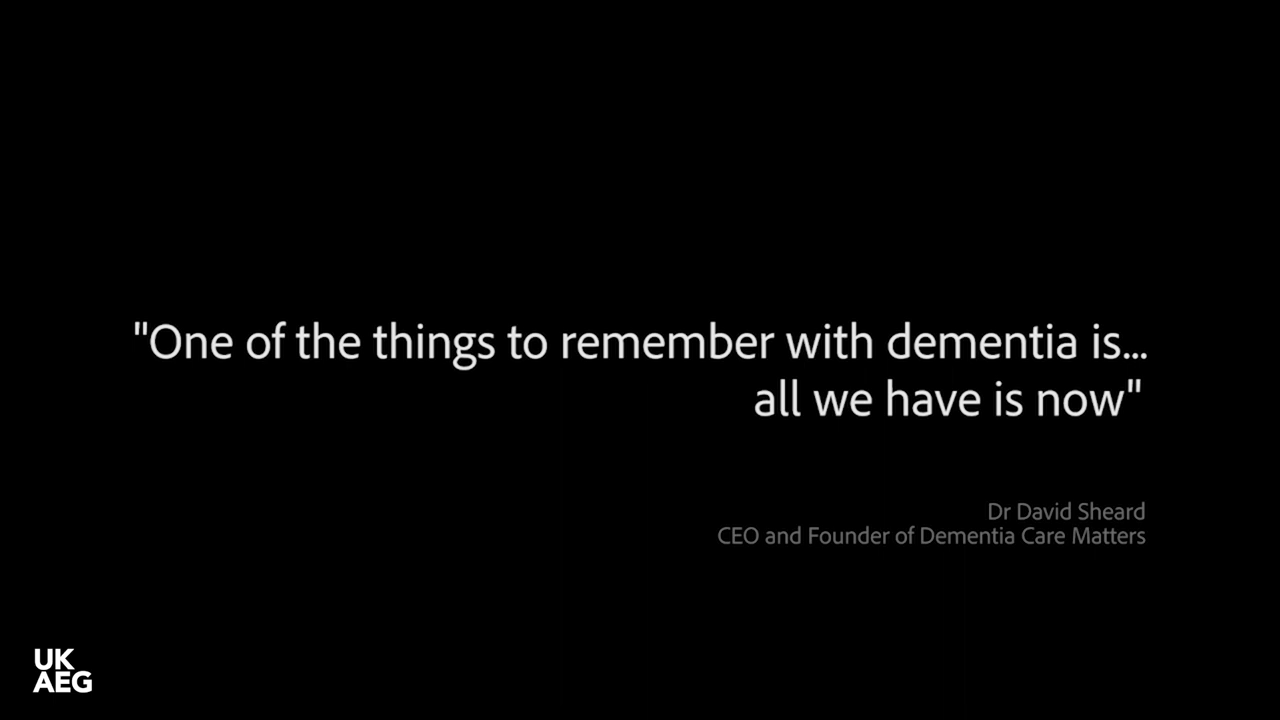 "One of the things to remember with dementia is...
all we have is now"
Dr David Sheard
CEO and Founder of Dementia Care Matters
UK
AEG